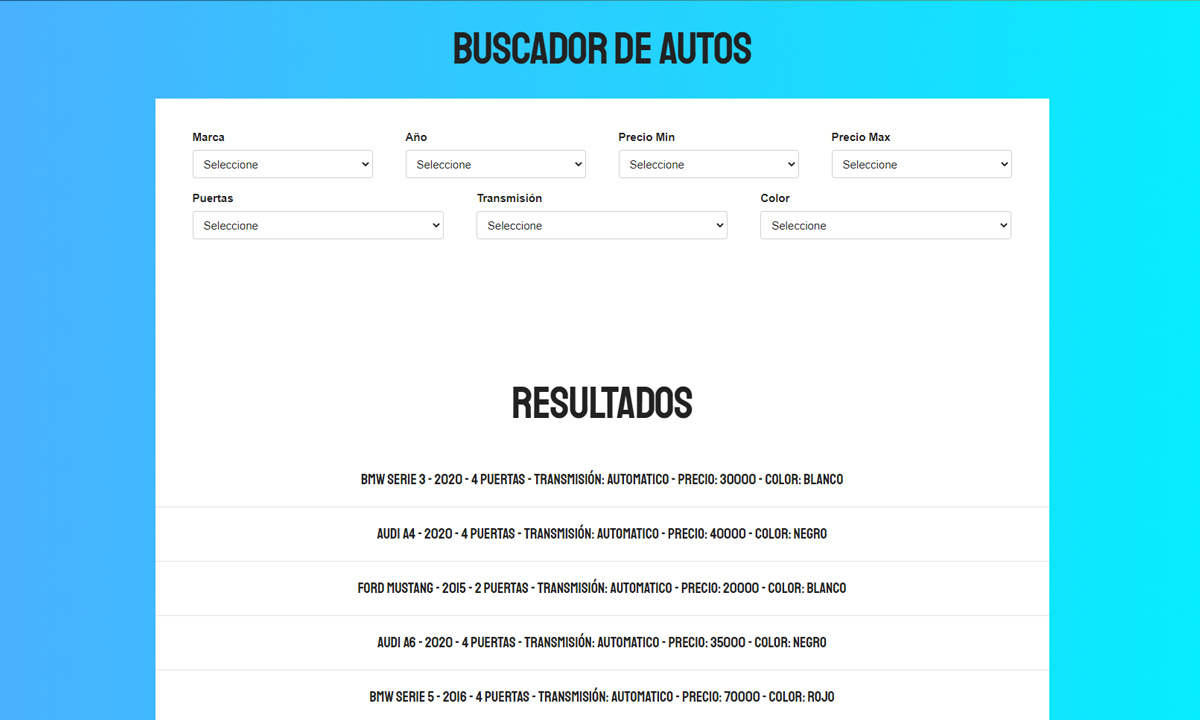 BUSCADOR DE AUTOS
Marca Año Precio Min Precio Max
Seleccione Seleccione Seleccione Seleccione
Puertas Transmisión Color
Seleccione Seleccione Seleccione
RESULTADOS
BMW SERIE 3 - 2020 - 4 PUERTAS - TRANSMISIÓN: AUTOMATICO - PRECIO: 30000 - COLOR: BLANCO
AUDI A4 - 2020 - 4 PUERTAS - TRANSMISIÓN: AUTOMATICO - PRECIO: 40000 - COLOR: NEGRO
FORD MUSTANG - 2015 - 2 PUERTAS - TRANSMISIÓN: AUTOMATICO - PRECIO: 20000 - COLOR: BLANCO
AUDI A6 - 2020 - 4 PUERTAS - TRANSMISIÓN: AUTOMATICO - PRECIO: 35000 - COLOR: NEGRO
BMW SERIE 5 - 2016 - 4 PUERTAS - TRANSMISIÓN: AUTOMATICO - PRECIO: 70000 - COLOR: ROJO